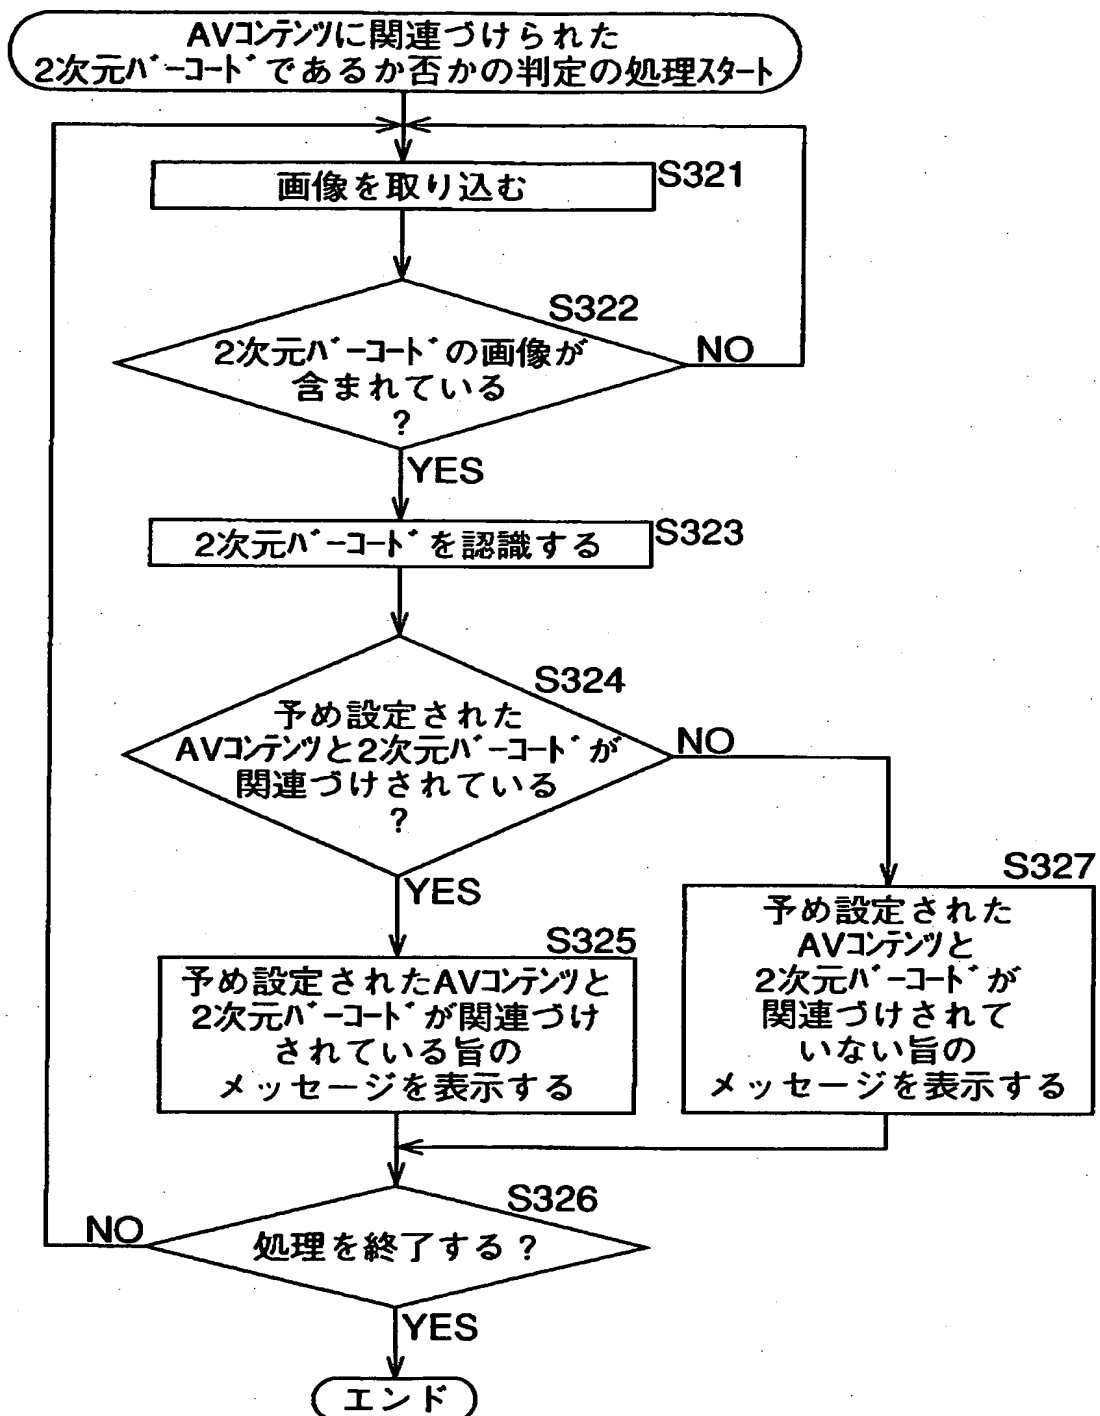 AVコンテンツに関連づけられた
2次元バーコードであるか否かの判定の処理スタート
画像を取り込む
S321
S322
2次元バーコードの画像が
含まれている
?
NO
YES
2次元バーコードを認識する
S323
S324
予め設定された
AVコンテンツと2次元バーコードが
関連づけされている
?
NO
YES
S325
予め設定されたAVコンテンツと
2次元バーコードが関連づけ
されている旨の
メッセージを表示する
S327
予め設定された
AVコンテンツと
2次元バーコードが
関連づけされて
いない旨の
メッセージを表示する
S326
処理を終了する?
NO
YES
エンド